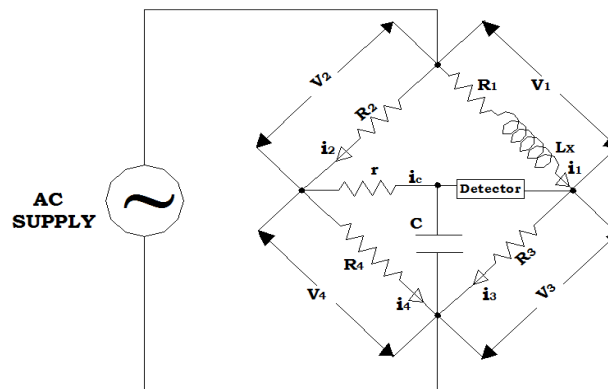 V2
V1
R2
R1
Lx
i2
i1
r
ic
Detector
AC
SUPPLY
C
R4
R3
V4
i4
i3
V3